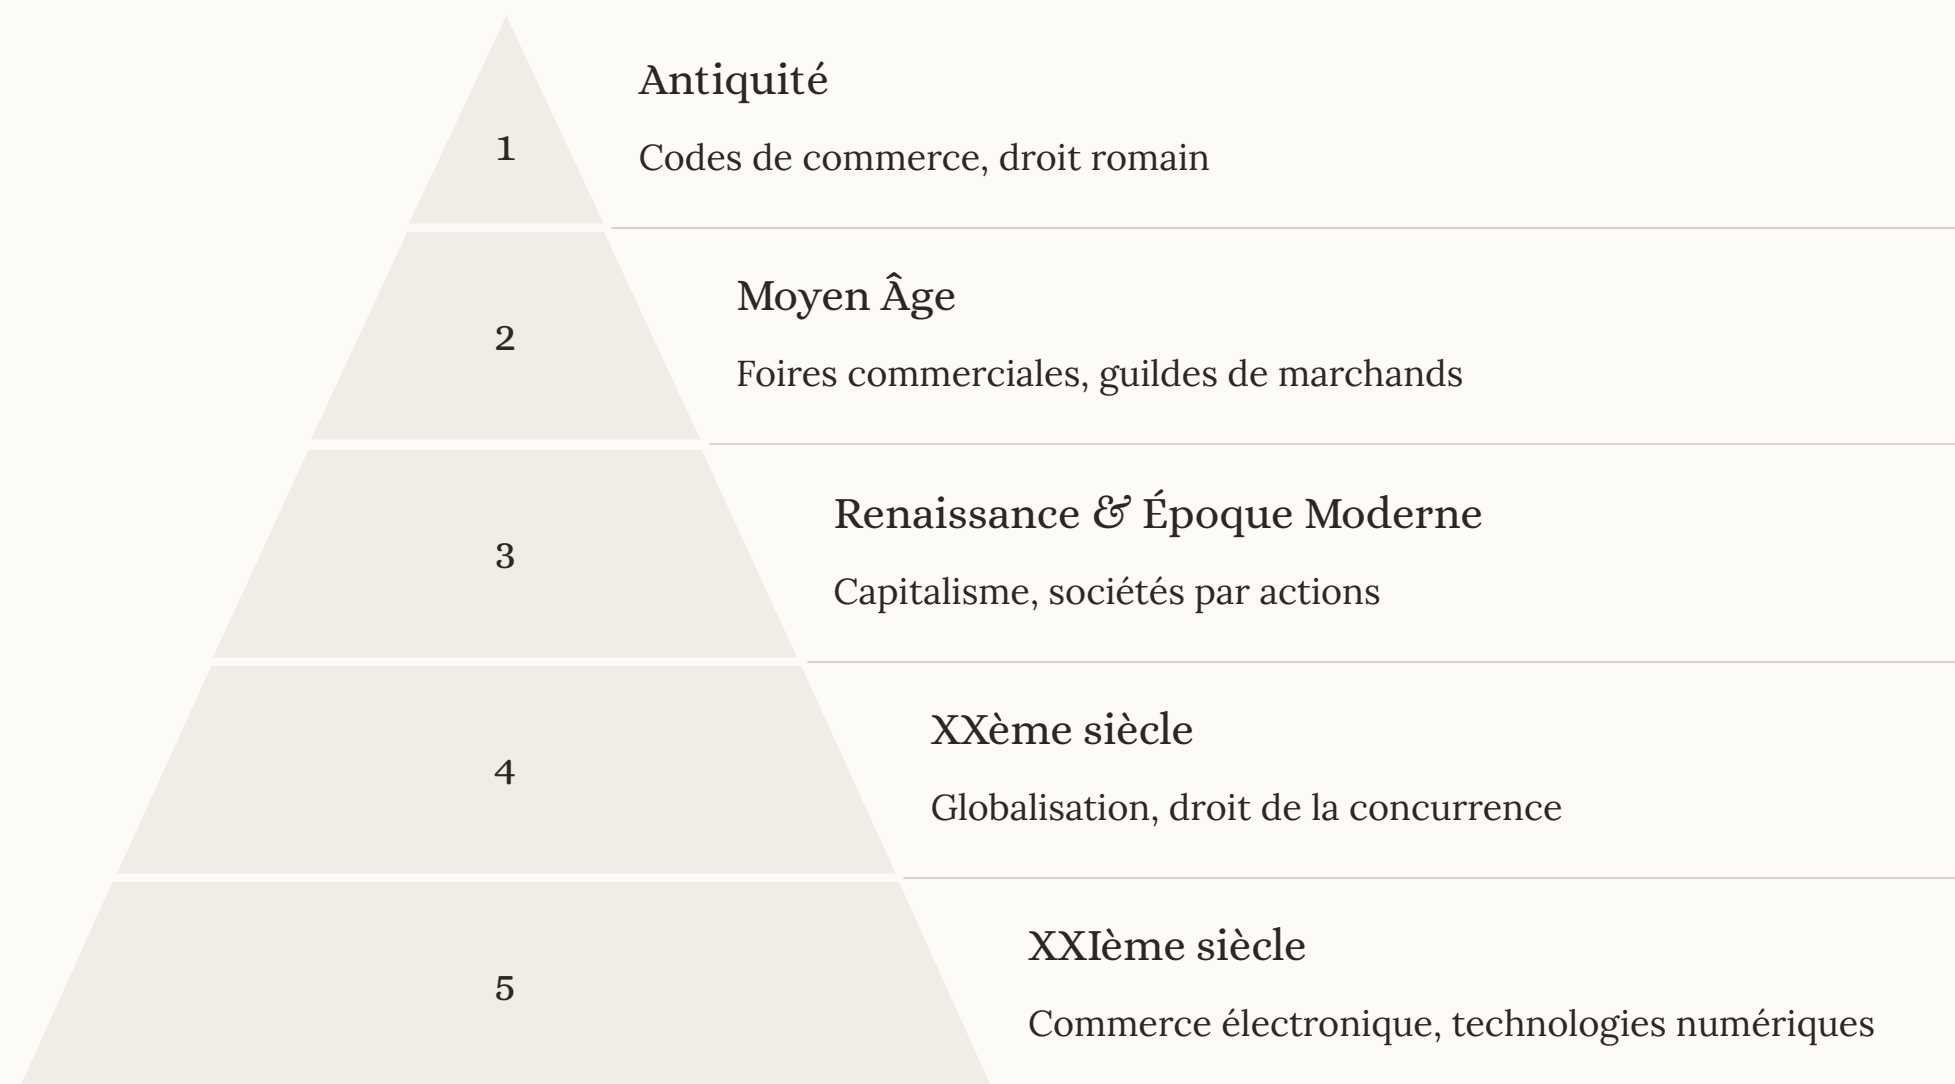 Antiquité
1
Codes de commerce, droit romain
Moyen Âge
2
Foires commerciales, guildes de marchands
Renaissance & Époque Moderne
3
Capitalisme, sociétés par actions
XXème siècle
4
Globalisation, droit de la concurrence
XXIème siècle
5
Commerce électronique, technologies numériques